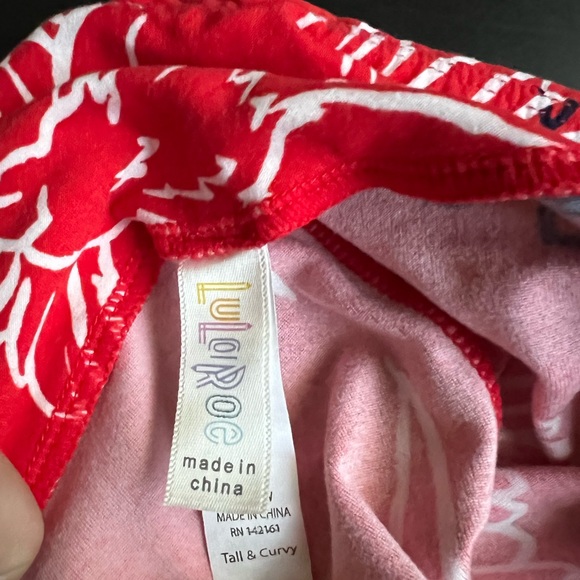 LuLaRoe
made in
china
MADE IN CHINA
RN 142161
Tall & Curvy